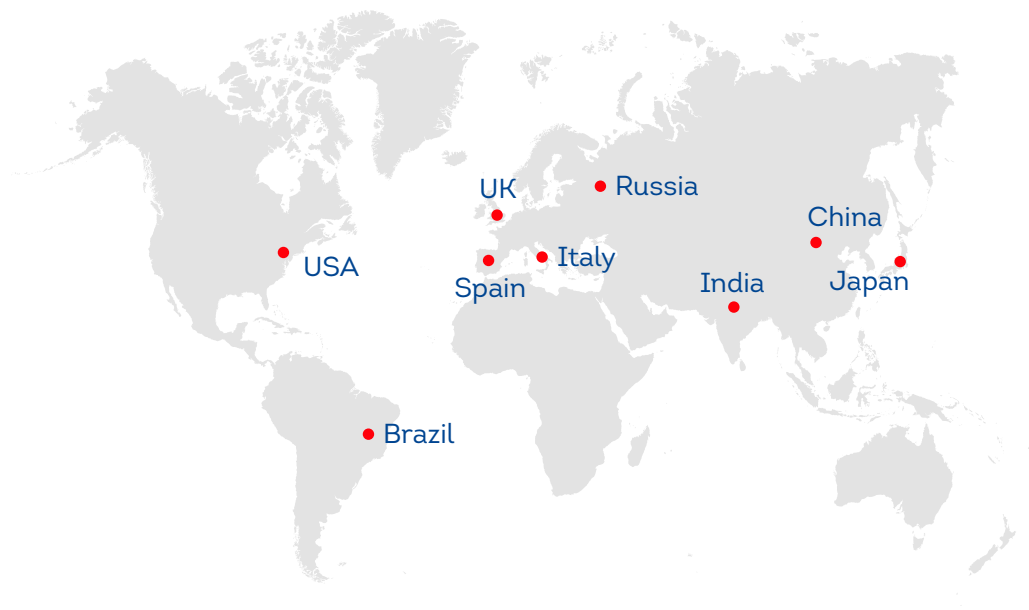 Russia
UK
China
Italy
USA
Japan
India
Spain
Brazil